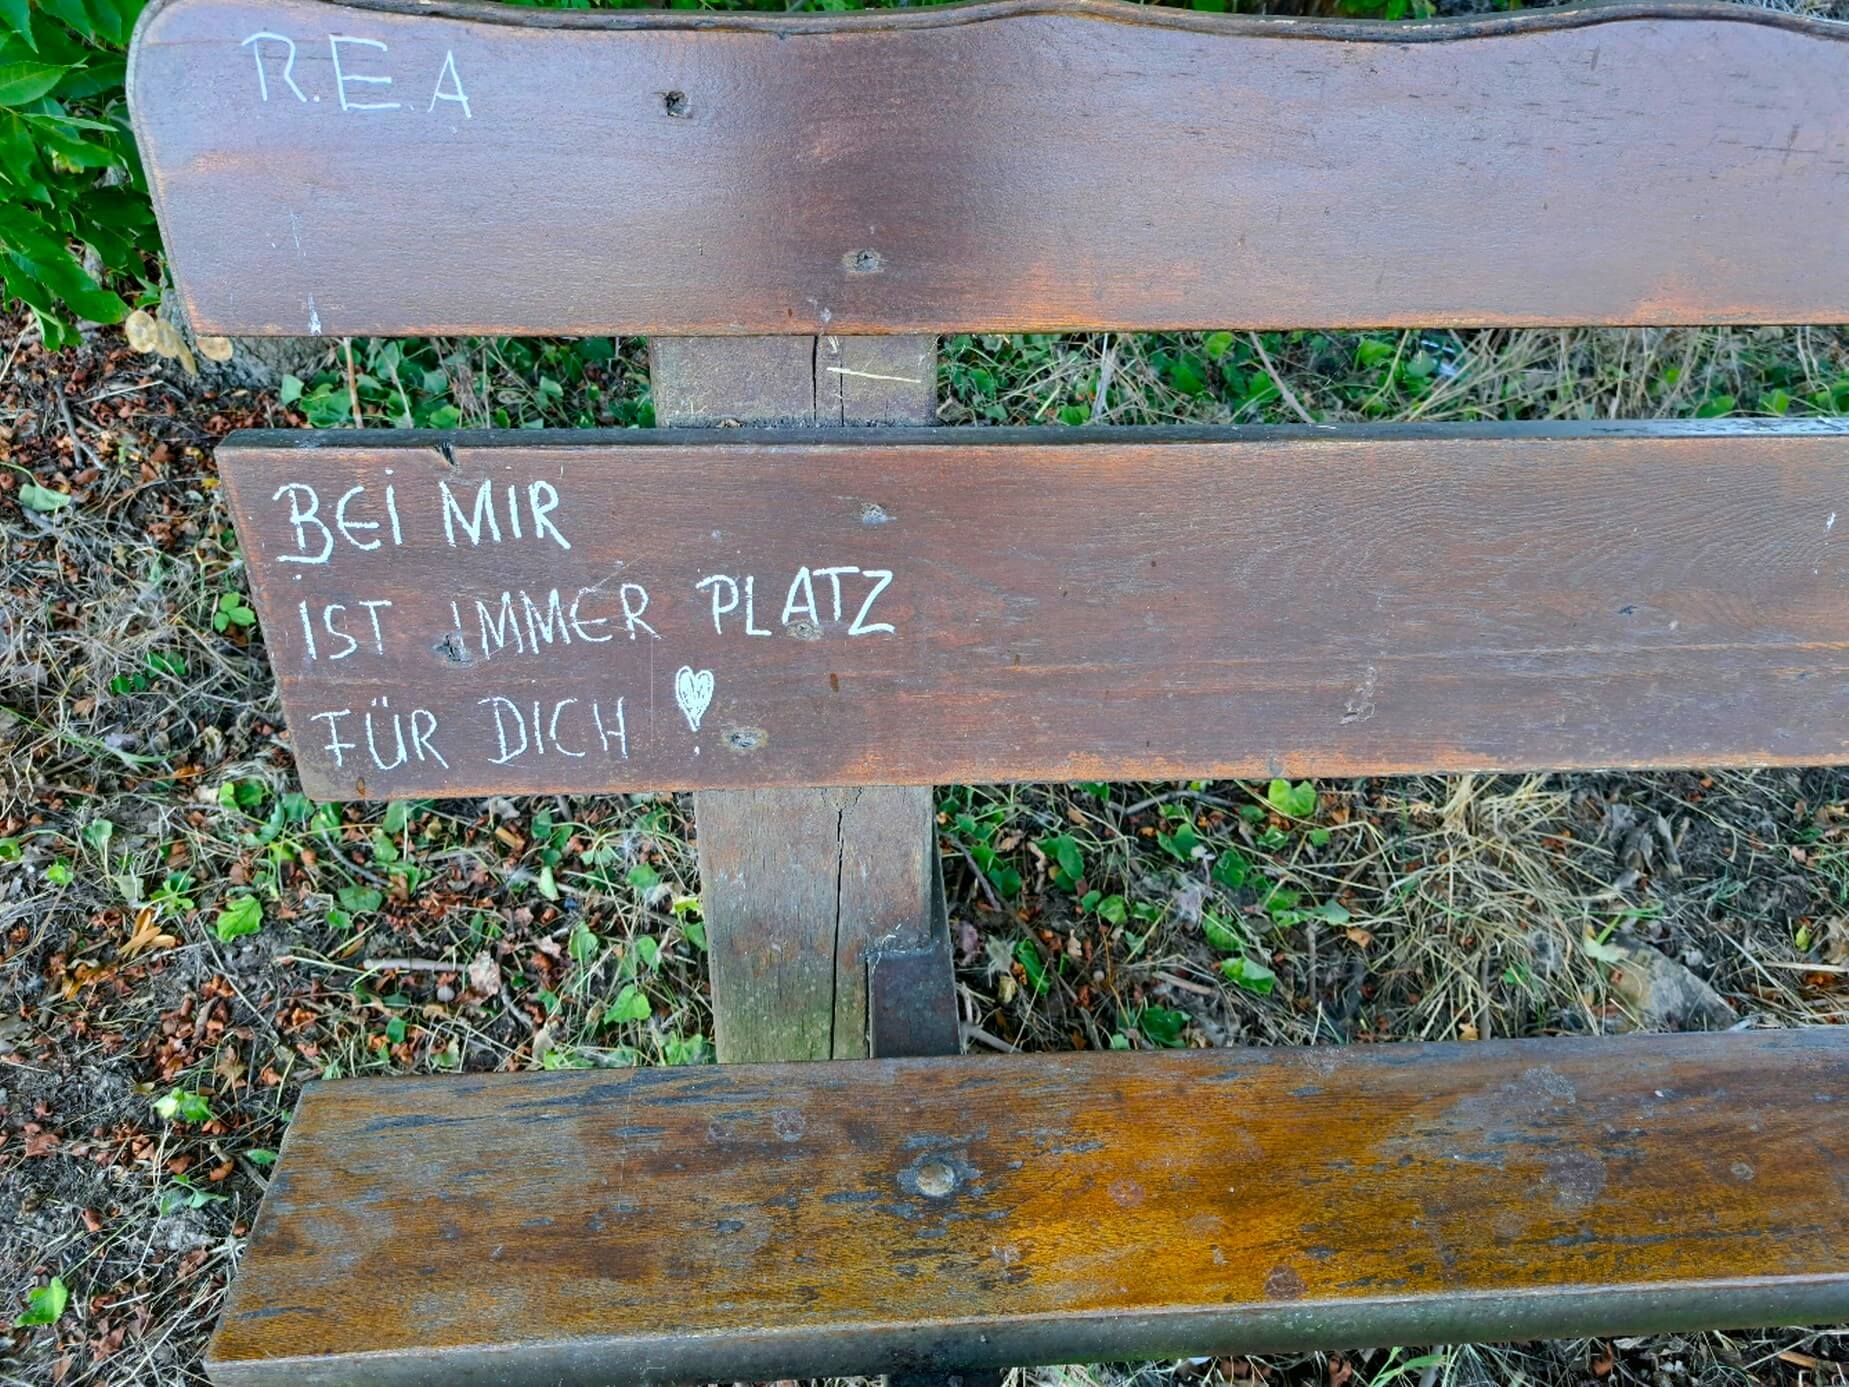 R.E.A
BEI MIR
IST IMMER PLATZ
FÜR DICH